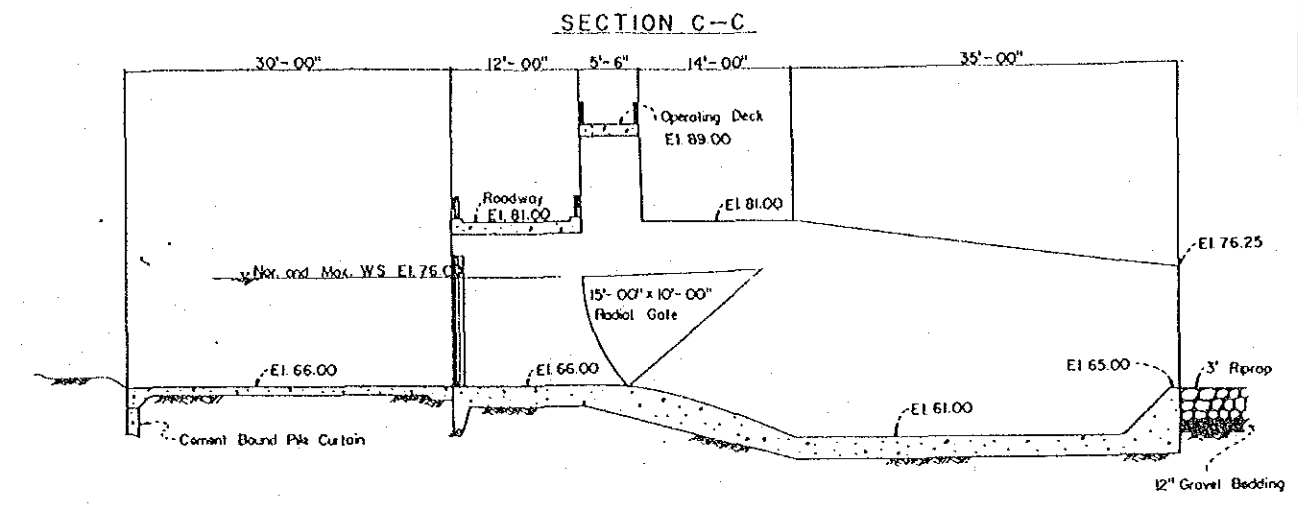 SECTION C-C
30'-00" 12'-00" 5'-6" 14'-00" 35'-00"
Operating Deck
El. 89.00
Roadway
El. 81.00
El. 81.00
El. 76.25
Nor. and Max. WS El. 76.00
15'-00" x 10'-00"
Radial Gate
El. 66.00
El. 66.00
El 65.00
3' Riprap
El. 61.00
Cement Bound Pile Curtain
12" Gravel Bedding